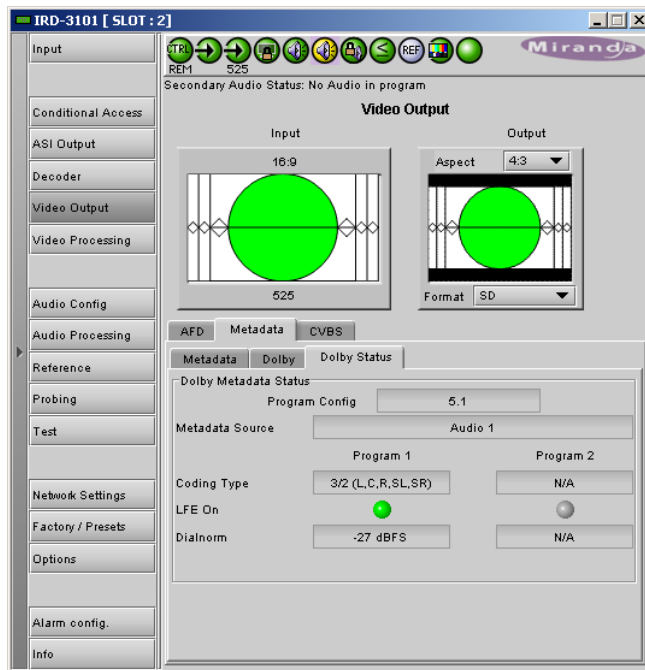 IRD-3101 [ SLOT : 2]
Input
Conditional Access
ASI Output
Decoder
Video Output
Video Processing
Audio Config
Audio Processing
Reference
Probing
Test
Network Settings
Factory / Presets
Options
Alarm config.
Info
CTRL
REF
Miranda
REM
525
Secondary Audio Status: No Audio in program
Video Output
Input
Output
16:9
Aspect
4:3
525
Format
SD
AFD
Metadata
CVBS
Metadata
Dolby
Dolby Status
Dolby Metadata Status
Program Config
5.1
Metadata Source
Audio 1
Program 1
Program 2
Coding Type
3/2 (L,C,R,SL,SR)
N/A
LFE On
Dialnorm
-27 dBFS
N/A